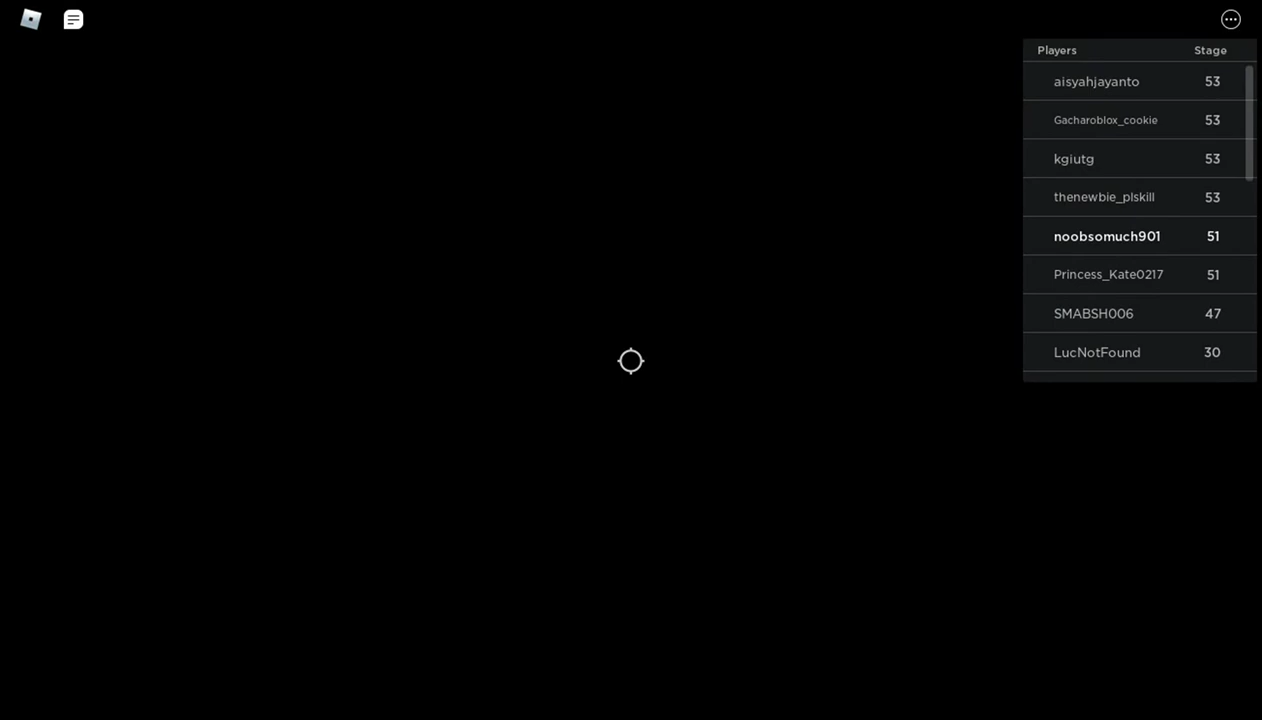 Players Stage
aisyahjayanto 53
Gacharoblox_cookie 53
kgiutg 53
thenewbie_plskill 53
noobsomuch901 51
Princess_Kate0217 51
SMABSH006 47
LucNotFound 30